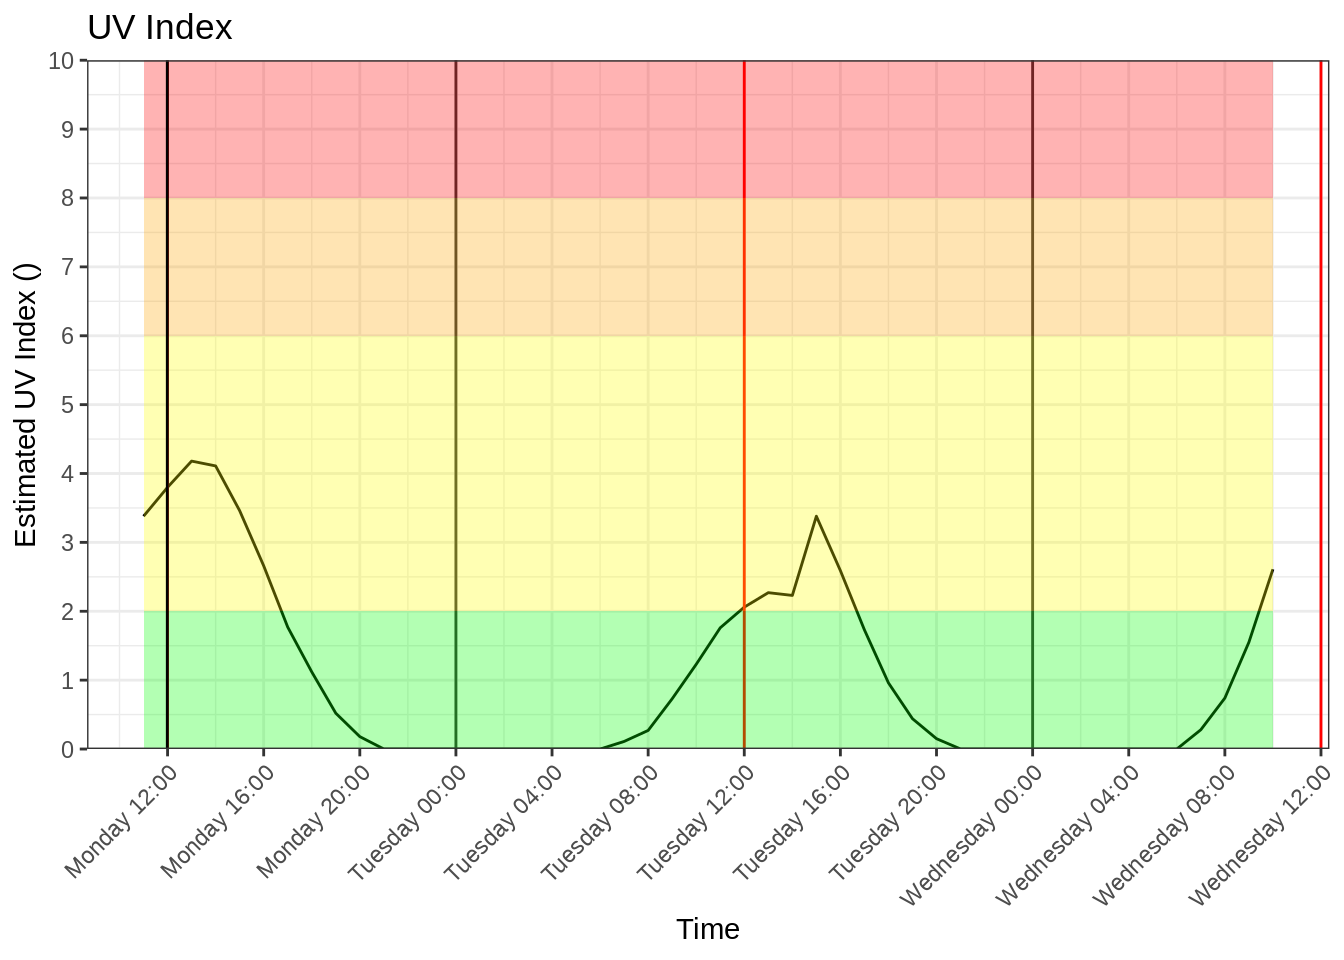 UV Index
Estimated UV Index ()
10
9
8
7
6
5
4
3
2
1
0
Monday 12:00
Monday 16:00
Monday 20:00
Tuesday 00:00
Tuesday 04:00
Tuesday 08:00
Tuesday 12:00
Tuesday 16:00
Tuesday 20:00
Wednesday 00:00
Wednesday 04:00
Wednesday 08:00
Wednesday 12:00
Time